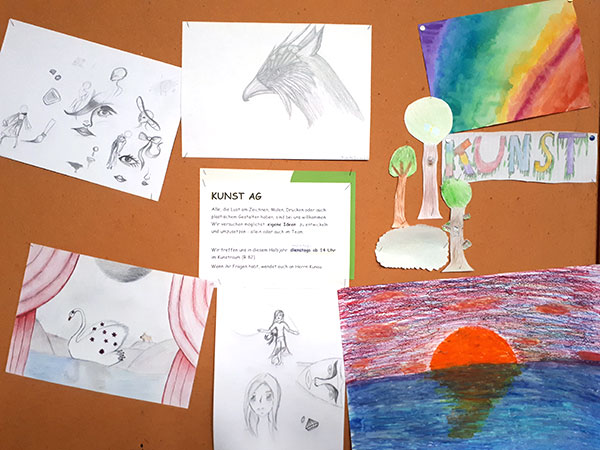 KUNST
KUNST AG
Alle, die Lust am Zeichnen, Malen, Drucken oder auch
plastischem Gestalten haben, sind bei uns willkommen.
Wir versuchen möglichst eigene Ideen zu entwickeln
und umzusetzen - allein oder auch im Team.
Wir treffen uns in diesem Halbjahr dienstags ab 14 Uhr
im Kunstraum
Wenn ihr Fragen habt, wendet euch an Herrn